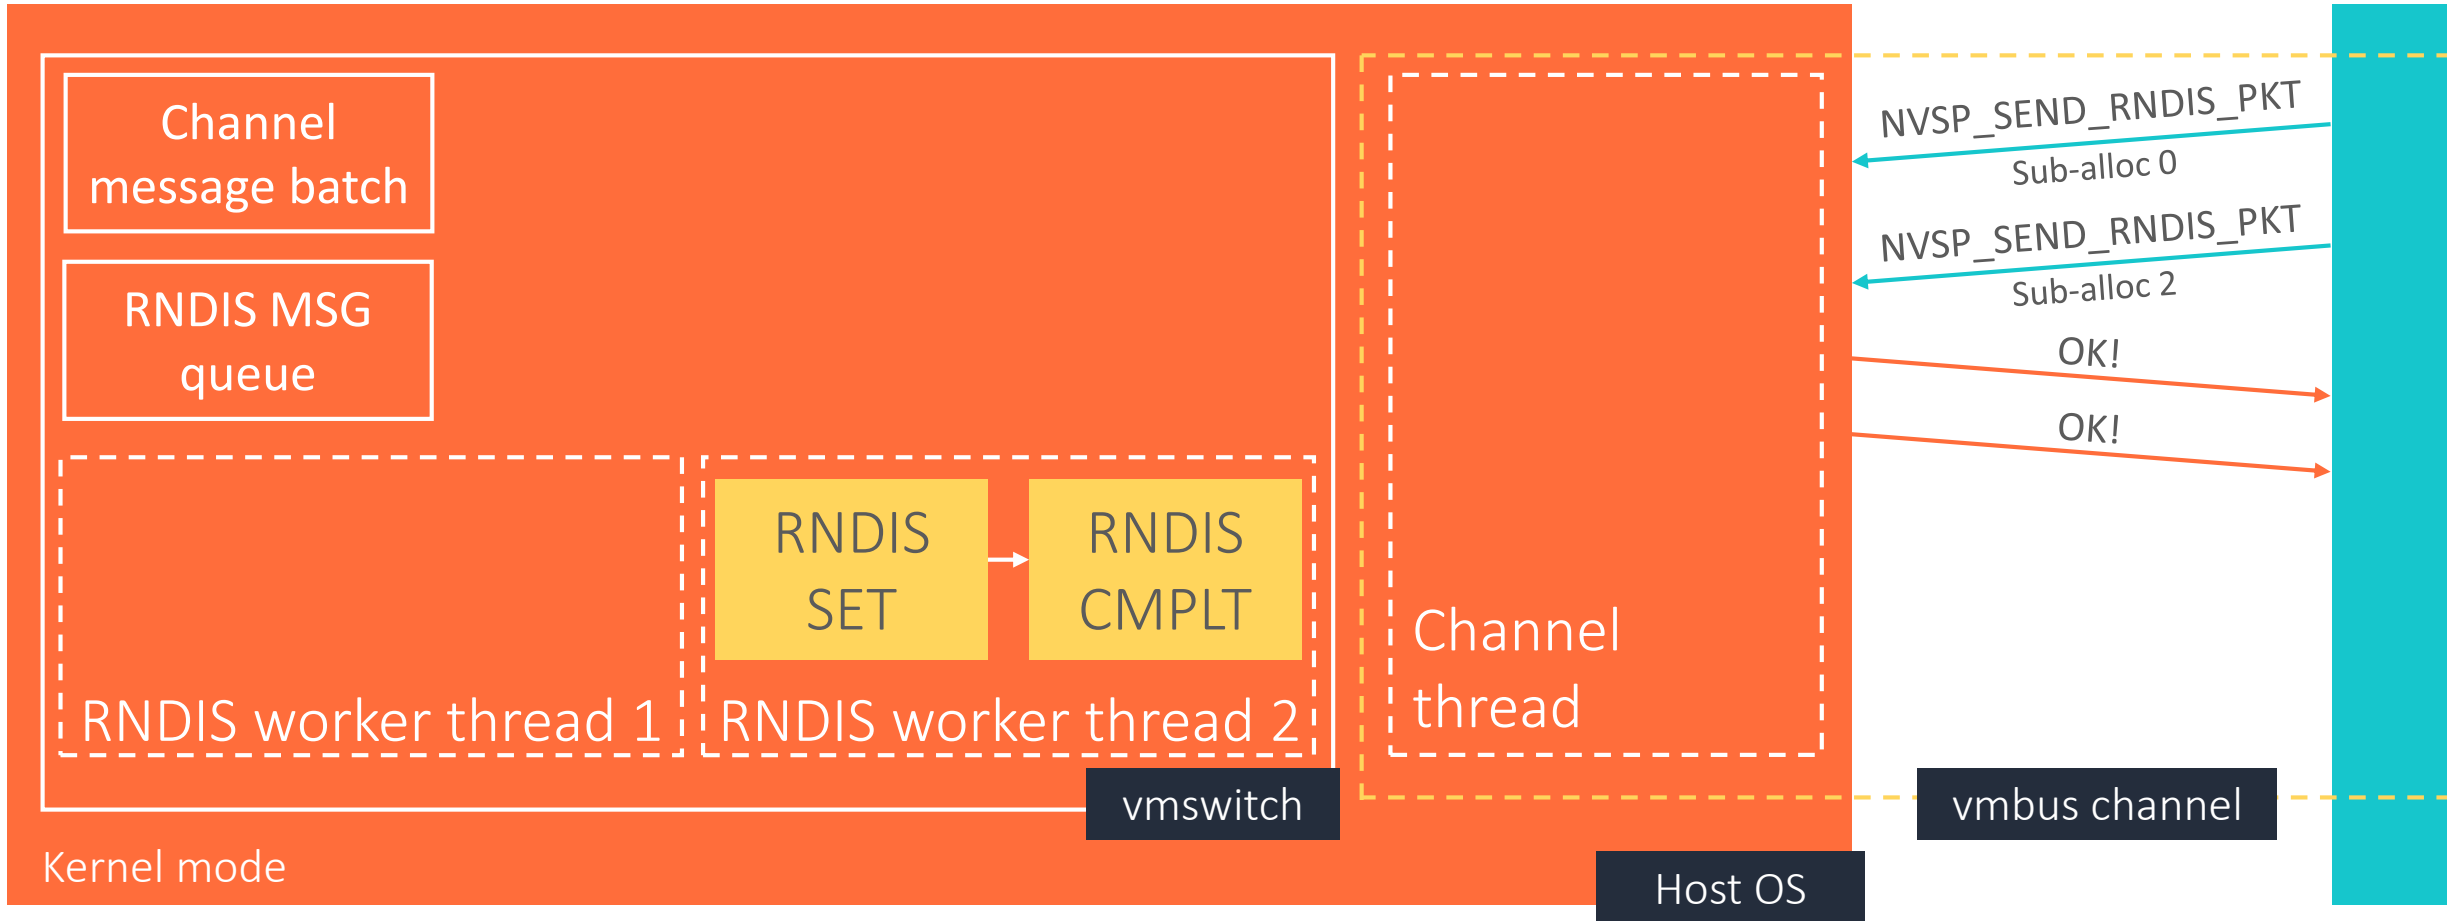 Channel
message batch
RNDIS MSG
queue
RNDIS worker thread 1
RNDIS
SET
RNDIS
CMPLT
RNDIS worker thread 2
vmswitch
Kernel mode
Channel
thread
Host OS
NVSP_SEND_RNDIS_PKT
Sub-alloc 0
NVSP_SEND_RNDIS_PKT
Sub-alloc 2
OK!
OK!
vmbus channel